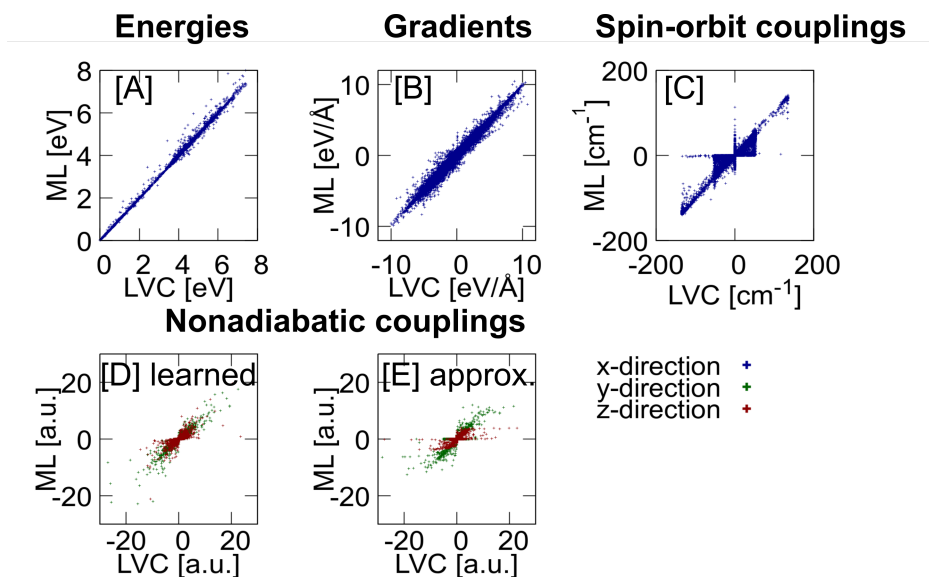 Energies
Gradients
Spin-orbit couplings
[A]
ML [eV]
8
6
4
2
0
0 2 4 6 8
LVC [eV]
[B]
ML [eV/Å]
10
0
-10
-10 0 10
LVC [eV/Å]
[C]
ML [cm-1]
200
0
-200
-200 0 200
LVC [cm-1]
Nonadiabatic couplings
[D] learned
ML [a.u.]
20
0
-20
-20 0 20
LVC [a.u.]
[E] approx.
ML [a.u.]
20
0
-20
-20 0 20
LVC [a.u.]
x-direction
y-direction
z-direction